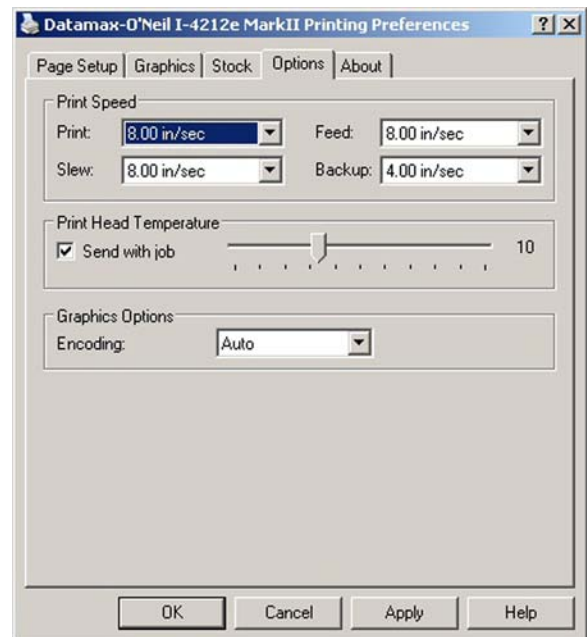 Datamax-O'Neil I-4212e MarkII Printing Preferences
Page Setup Graphics Stock Options About
Print Speed
Print: 8.00 in/sec Feed: 8.00 in/sec
Slew: 8.00 in/sec Backup: 4.00 in/sec
Print Head Temperature
Send with job 10
Graphics Options
Encoding: Auto
OK Cancel Apply Help